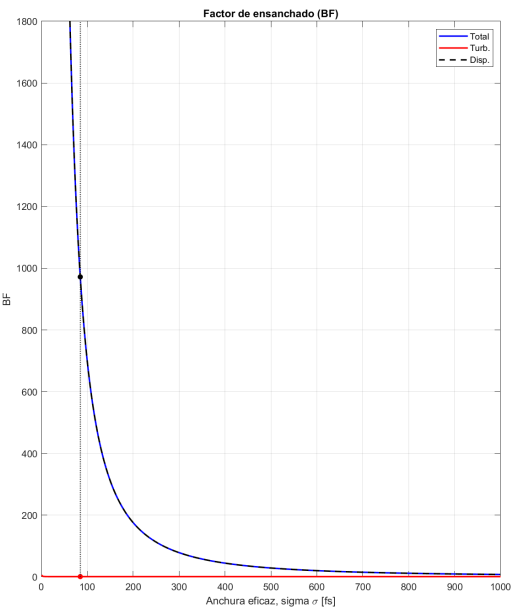 Factor de ensanchado (BF)
Total
Turb.
Disp.
1800
1600
1400
1200
1000
800
600
400
200
0
BF
0 100 200 300 400 500 600 700 800 900 1000
Anchura eficaz, sigma σ [fs]